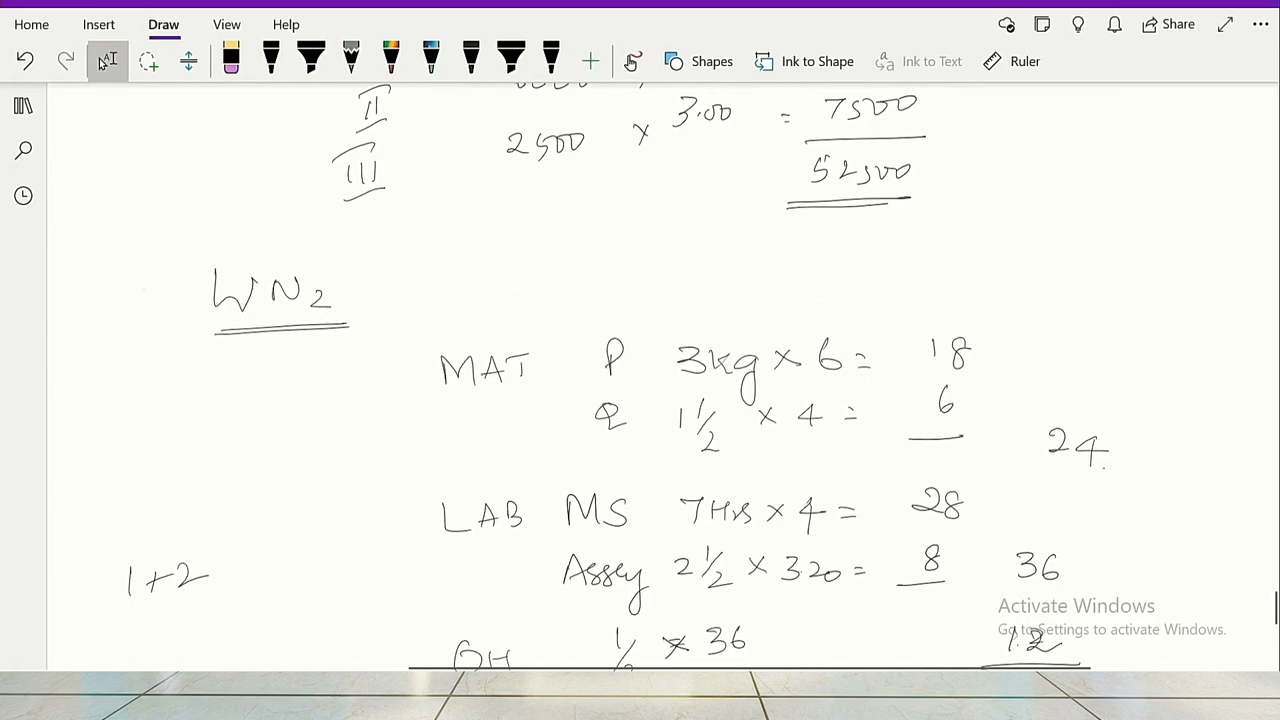 Home Insert Draw View Help Share
Shapes Ink to Shape Ink to Text Ruler
II 3.00 = 7500
III 2500 x 52500
WN2
MAT P 3kg x 6 = 18
Q 1 1/2 x 4 = 6
24
LAB MS 7Hrs x 4 = 28
1+2 Assey 2 1/2 x 3.20 = 8 36
Activate Windows
Go to Settings to activate Windows.
OH x 36 12